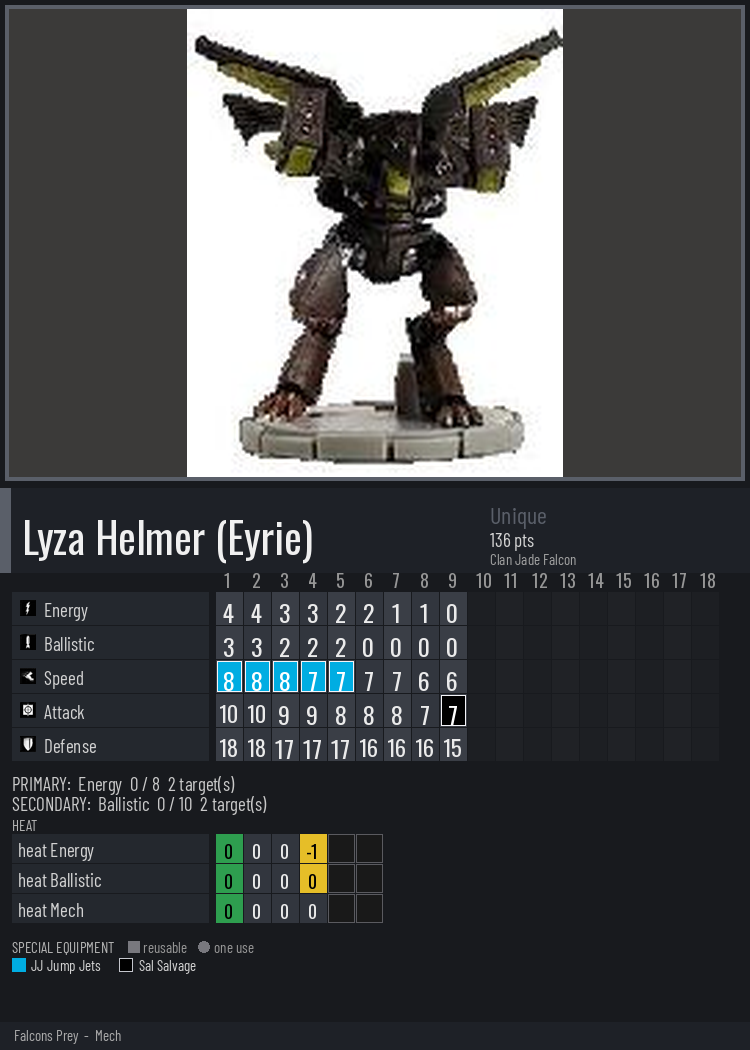 Lyza Helmer (Eyrie)
Unique
136 pts
Clan Jade Falcon
1 2 3 4 5 6 7 8 9 10 11 12 13 14 15 16 17 18
Energy 4 4 3 3 2 2 1 1 0
Ballistic 3 3 2 2 2 0 0 0 0
Speed 8 8 8 7 7 7 7 6 6
Attack 10 10 9 9 8 8 8 7 7
Defense 18 18 17 17 17 16 16 16 15
PRIMARY: Energy 0 / 8 2 target(s)
SECONDARY: Ballistic 0 / 10 2 target(s)
HEAT
heat Energy 0 0 0 -1
heat Ballistic 0 0 0 0
heat Mech 0 0 0 0
SPECIAL EQUIPMENT reusable one use
JJ Jump Jets Sal Salvage
Falcons Prey - Mech